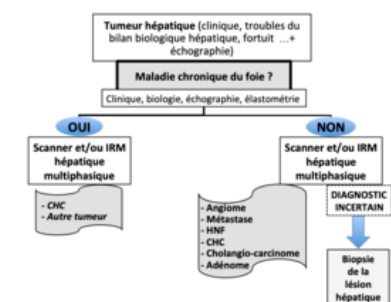 Tumeur hépatique (clinique, troubles du
bilan biologique hépatique, fortuit ...+
échographie)
Maladie chronique du foie ?
Clinique, biologie, échographie, élastométrie
OUI
NON
Scanner et/ou IRM
hépatique
multiphasique
Scanner et/ou IRM
hépatique
multiphasique
- CHC
- Autre tumeur
- Angiome
- Métastase
- HNF
- CHC
- Cholangio-carcinome
- Adénome
DIAGNOSTIC
INCERTAIN
Biopsie
de la
lésion
hépatique